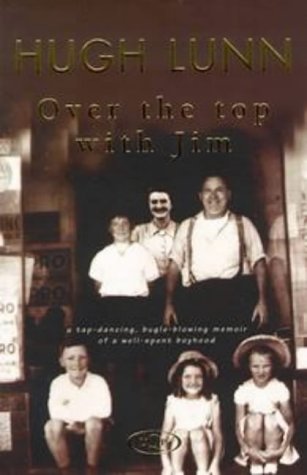 HUGH LUNN
Over the top
with Jim
a tap-dancing, bugle-blowing memoir
of a well-spent boyhood